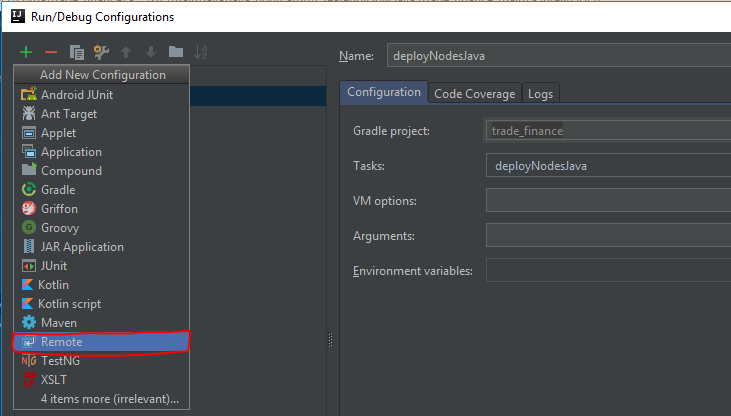 Run/Debug Configurations
Name: deployNodesJava
Add New Configuration
Android JUnit
Ant Target
Applet
Application
Compound
Gradle
Griffon
Groovy
JAR Application
JUnit
Kotlin
Kotlin script
Maven
Remote
TestNG
XSLT
4 items more (irrelevant)...
Configuration Code Coverage Logs
Gradle project: trade_finance
Tasks: deployNodesJava
VM options:
Arguments:
Environment variables: